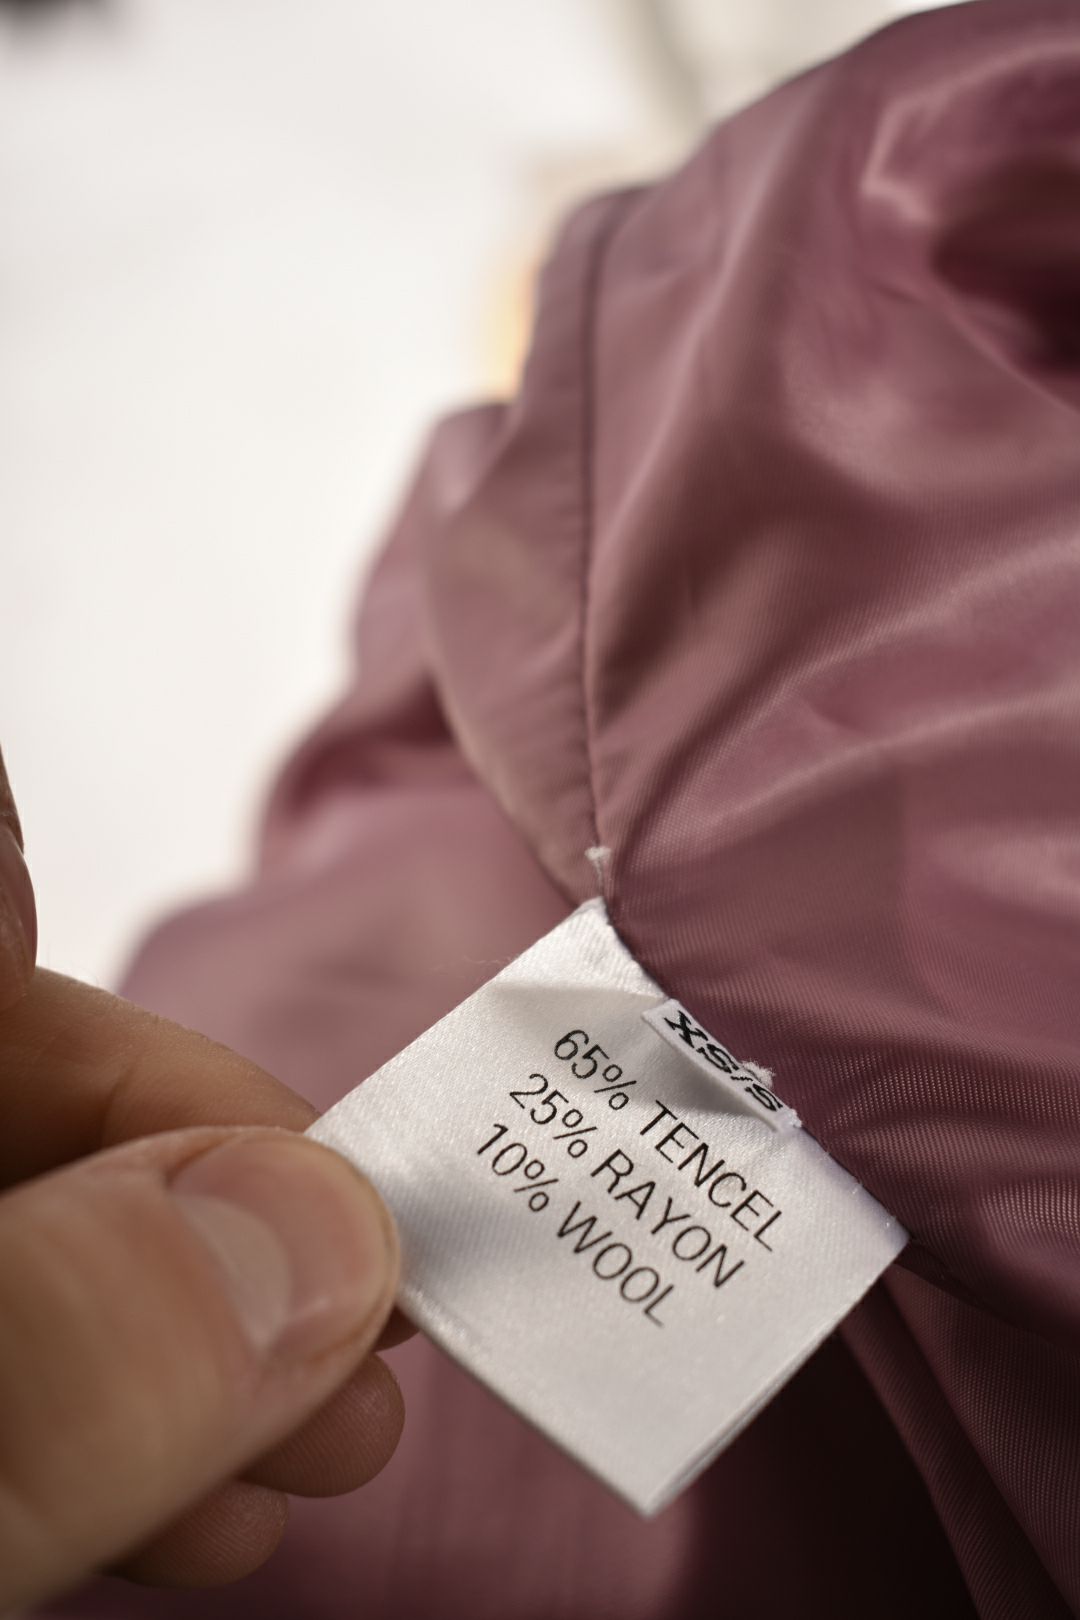 XS/S
65% TENCEL
25% RAYON
10% WOOL